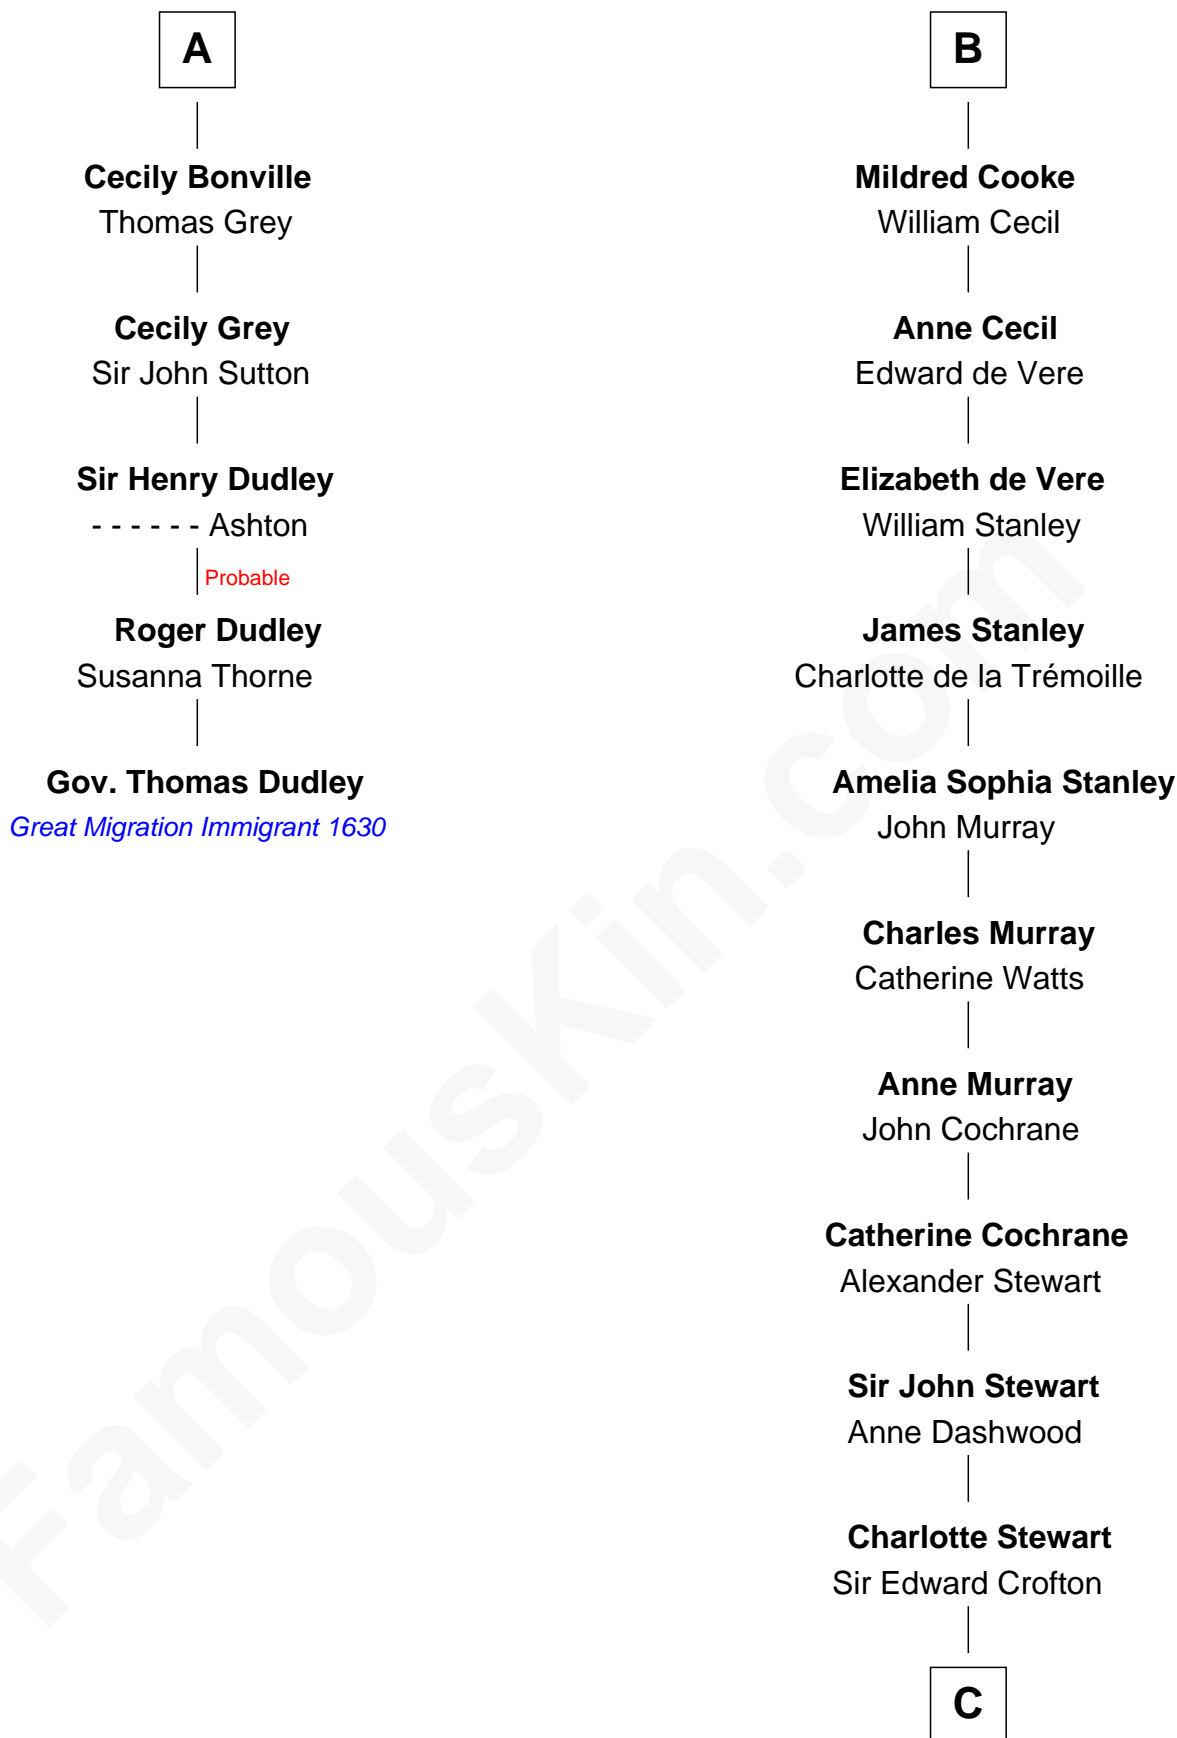 A
Cecily Bonville
Thomas Grey
Cecily Grey
Sir John Sutton
Sir Henry Dudley
- - - - - - Ashton
Probable
Roger Dudley
Susanna Thorne
Gov. Thomas Dudley
Great Migration Immigrant 1630
B
Mildred Cooke
William Cecil
Anne Cecil
Edward de Vere
Elizabeth de Vere
William Stanley
James Stanley
Charlotte de la Trémoille
Amelia Sophia Stanley
John Murray
Charles Murray
Catherine Watts
Anne Murray
John Cochrane
Catherine Cochrane
Alexander Stewart
Sir John Stewart
Anne Dashwood
Charlotte Stewart
Sir Edward Crofton
C
FamousKin.com